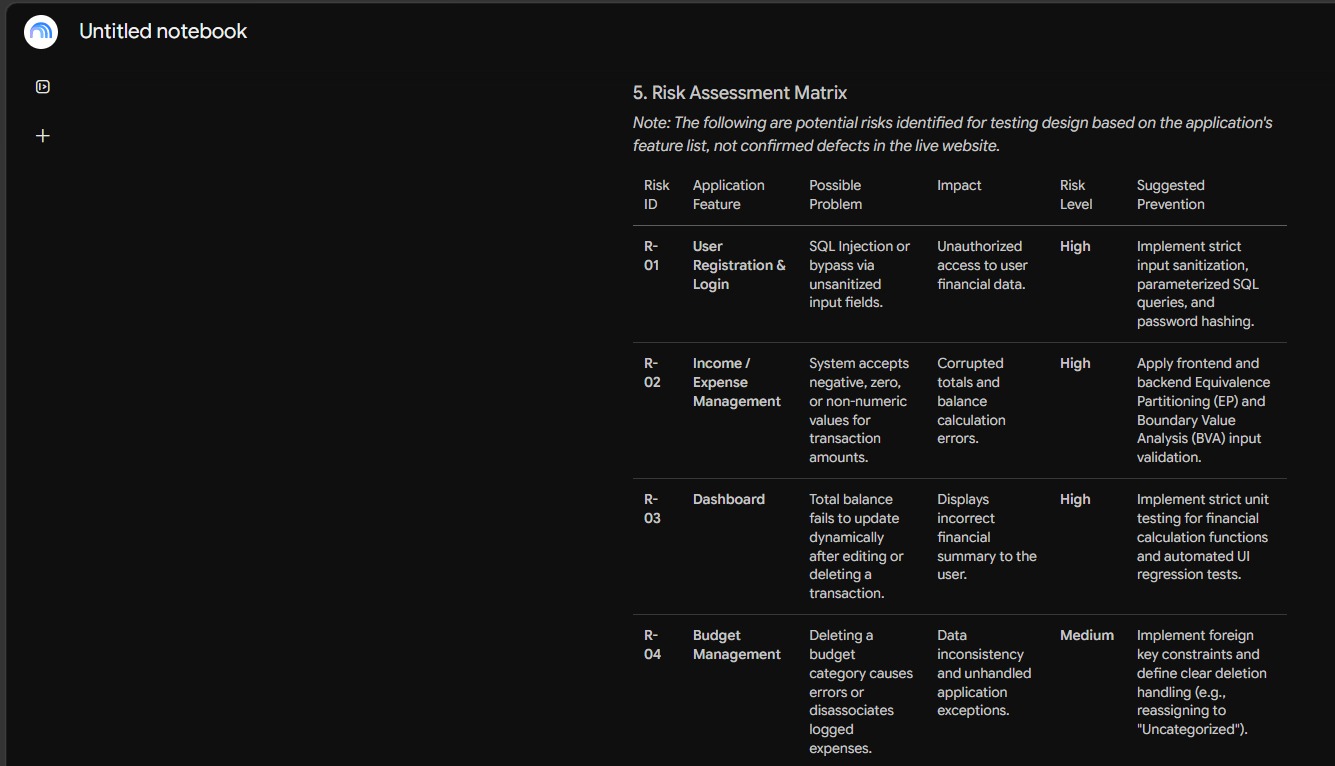 Untitled notebook
5. Risk Assessment Matrix
Note: The following are potential risks identified for testing design based on the application's
feature list, not confirmed defects in the live website.
Risk
ID
Application
Feature
Possible
Problem
Impact
Risk
Level
Suggested
Prevention
R-
01
User
Registration &
Login
SQL Injection or
bypass via
unsanitized
input fields.
Unauthorized
access to user
financial data.
High
Implement strict
input sanitization,
parameterized SQL
queries, and
password hashing.
R-
02
Income /
Expense
Management
System accepts
negative, zero,
or non-numeric
values for
transaction
amounts.
Corrupted
totals and
balance
calculation
errors.
High
Apply frontend and
backend Equivalence
Partitioning (EP) and
Boundary Value
Analysis (BVA) input
validation.
R-
03
Dashboard
Total balance
fails to update
dynamically
after editing or
deleting a
transaction.
Displays
incorrect
financial
summary to the
user.
High
Implement strict unit
testing for financial
calculation functions
and automated UI
regression tests.
R-
04
Budget
Management
Deleting a
budget
category causes
errors or
disassociates
logged
expenses.
Data
inconsistency
and unhandled
application
exceptions.
Medium
Implement foreign
key constraints and
define clear deletion
handling (e.g.,
reassigning to
"Uncategorized").